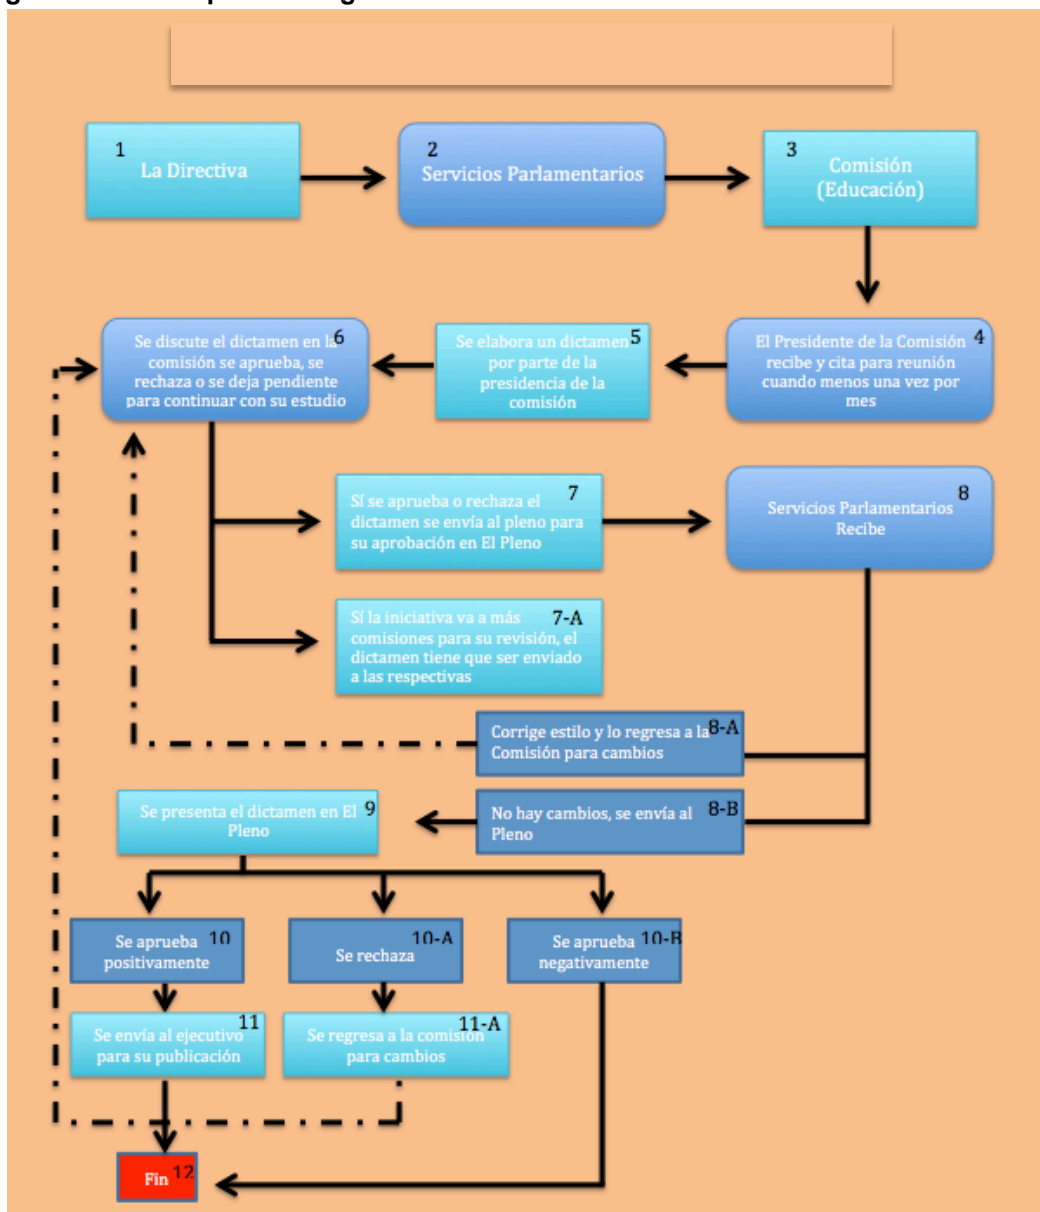 1
La Directiva
2
Servicios Parlamentarios
3
Comisión
(Educación)
4
El Presidente de la Comisión
recibe y cita para reunión
cuando menos una vez por
mes
5
Se elabora un dictamen
por parte de la
presidencia de la
comisión
6
Se discute el dictamen en la
comisión se aprueba, se
rechaza o se deja pendiente
para continuar con su estudio
7
Sí se aprueba o rechaza el
dictamen se envía al pleno para
su aprobación en El Pleno
7-A
Sí la iniciativa va a más
comisiones para su revisión, el
dictamen tiene que ser enviado
a las respectivas
8
Servicios Parlamentarios
Recibe
8-A
Corrige estilo y lo regresa a la
Comisión para cambios
8-B
No hay cambios, se envía al
Pleno
9
Se presenta el dictamen en El
Pleno
10
Se aprueba
positivamente
10-A
Se rechaza
10-B
Se aprueba
negativamente
11
Se envía al ejecutivo
para su publicación
11-A
Se regresa a la comisión
para cambios
Fin 12